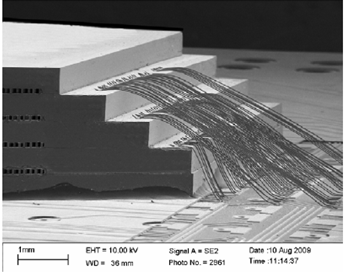 1mm
EHT = 10.00 kV
WD = 36 mm
Signal A = SE2
Photo No. = 2961
Date :10 Aug 2009
Time :11:14:37